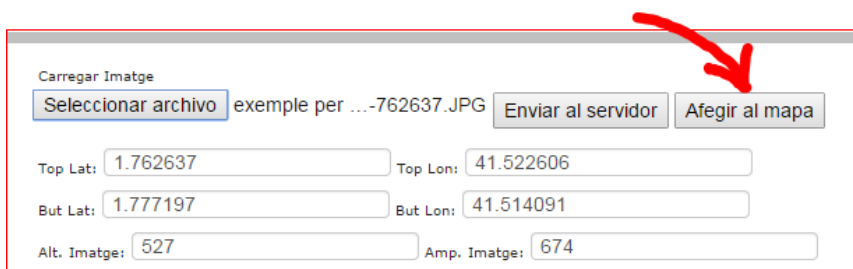 Carregar Imatge
Seleccionar archivo exemple per ...-762637.JPG Enviar al servidor Afegir al mapa
Top Lat: 1.762637 Top Lon: 41.522606
But Lat: 1.777197 But Lon: 41.514091
Alt. Imatge: 527 Amp. Imatge: 674